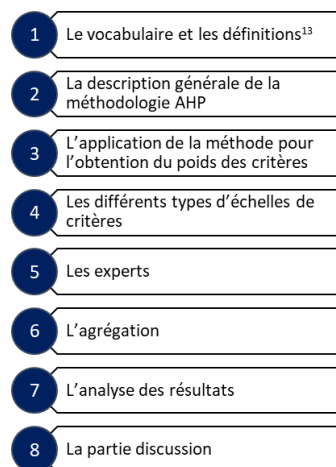 1 Le vocabulaire et les définitions¹³
2 La description générale de la
méthodologie AHP
3 L’application de la méthode pour
l’obtention du poids des critères
4 Les différents types d’échelles de
critères
5 Les experts
6 L’agrégation
7 L’analyse des résultats
8 La partie discussion